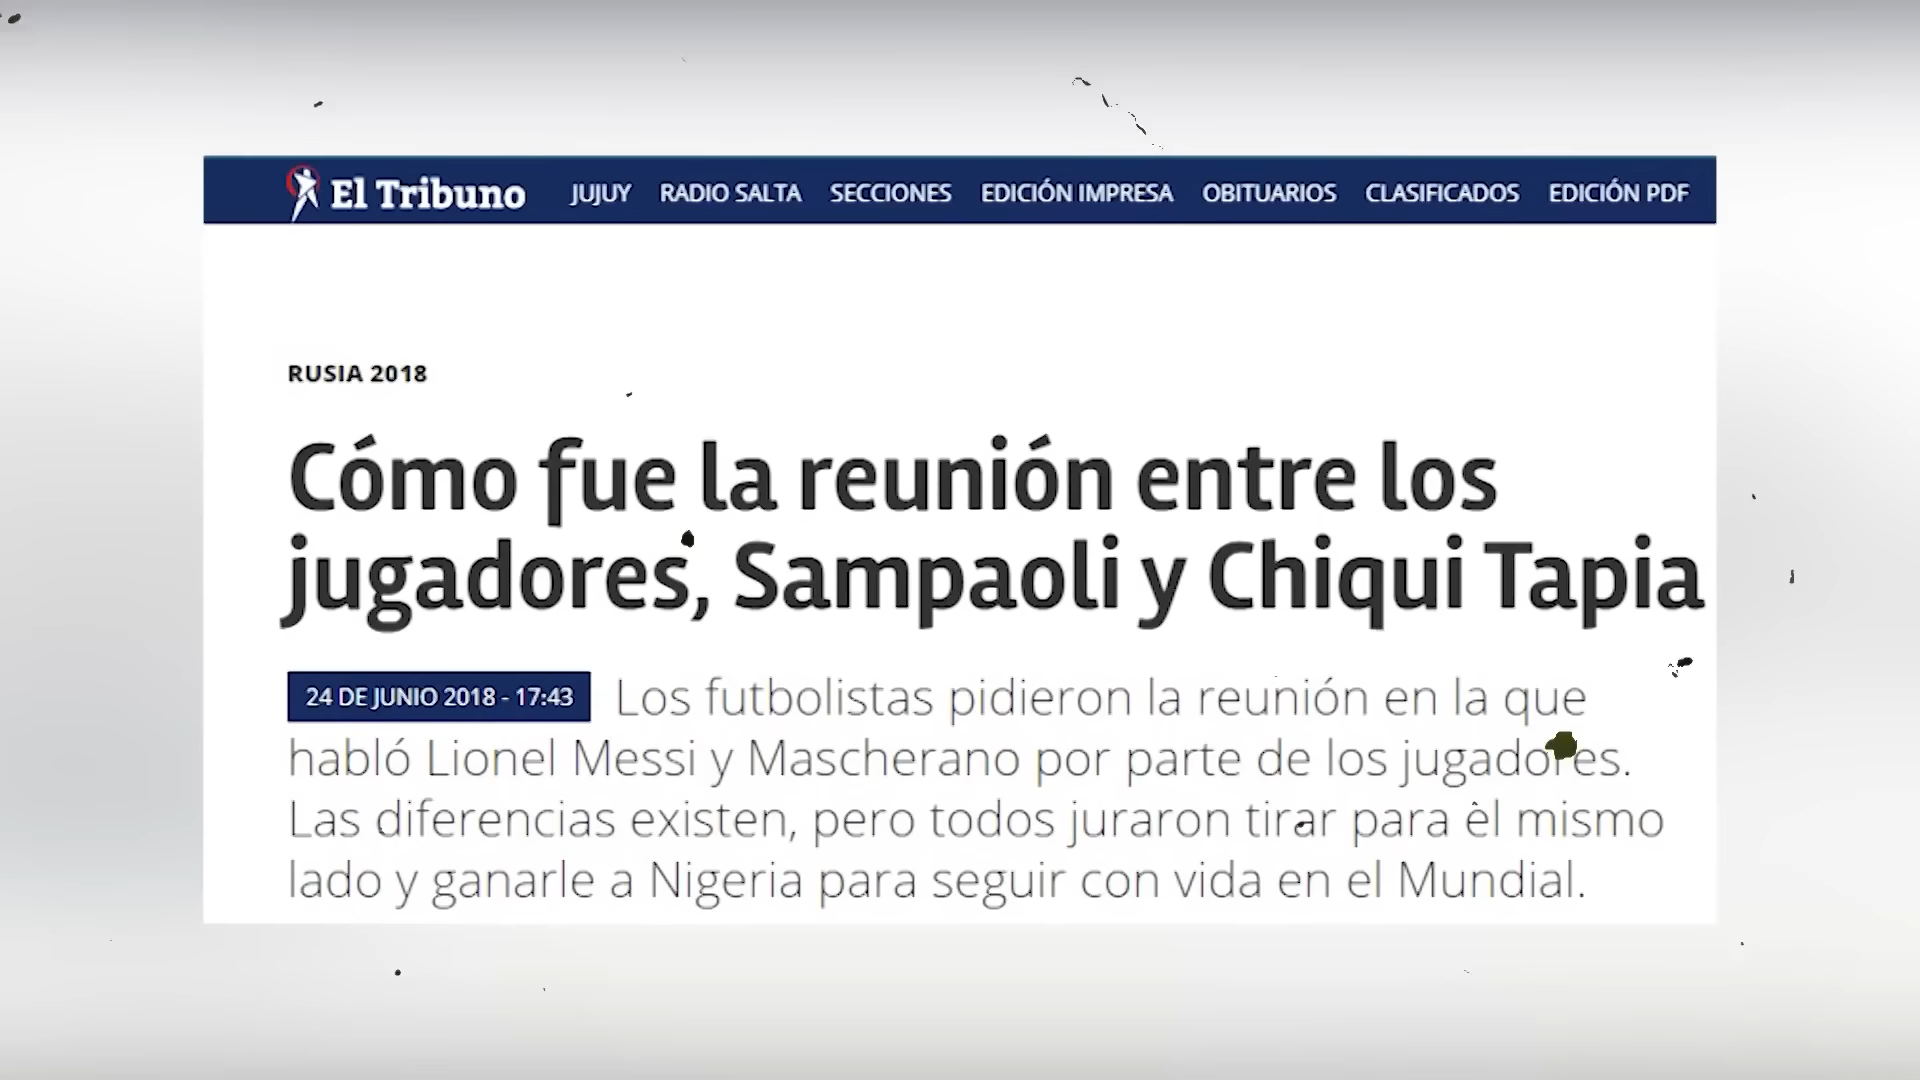 El Tribuno JUJUY RADIO SALTA SECCIONES EDICIÓN IMPRESA OBITUARIOS CLASIFICADOS EDICIÓN PDF
RUSIA 2018
Cómo fue la reunión entre los
jugadores, Sampaoli y Chiqui Tapia
24 DE JUNIO 2018 - 17:43 Los futbolistas pidieron la reunión en la que
habló Lionel Messi y Mascherano por parte de los jugadores.
Las diferencias existen, pero todos juraron tirar para el mismo
lado y ganarle a Nigeria para seguir con vida en el Mundial.